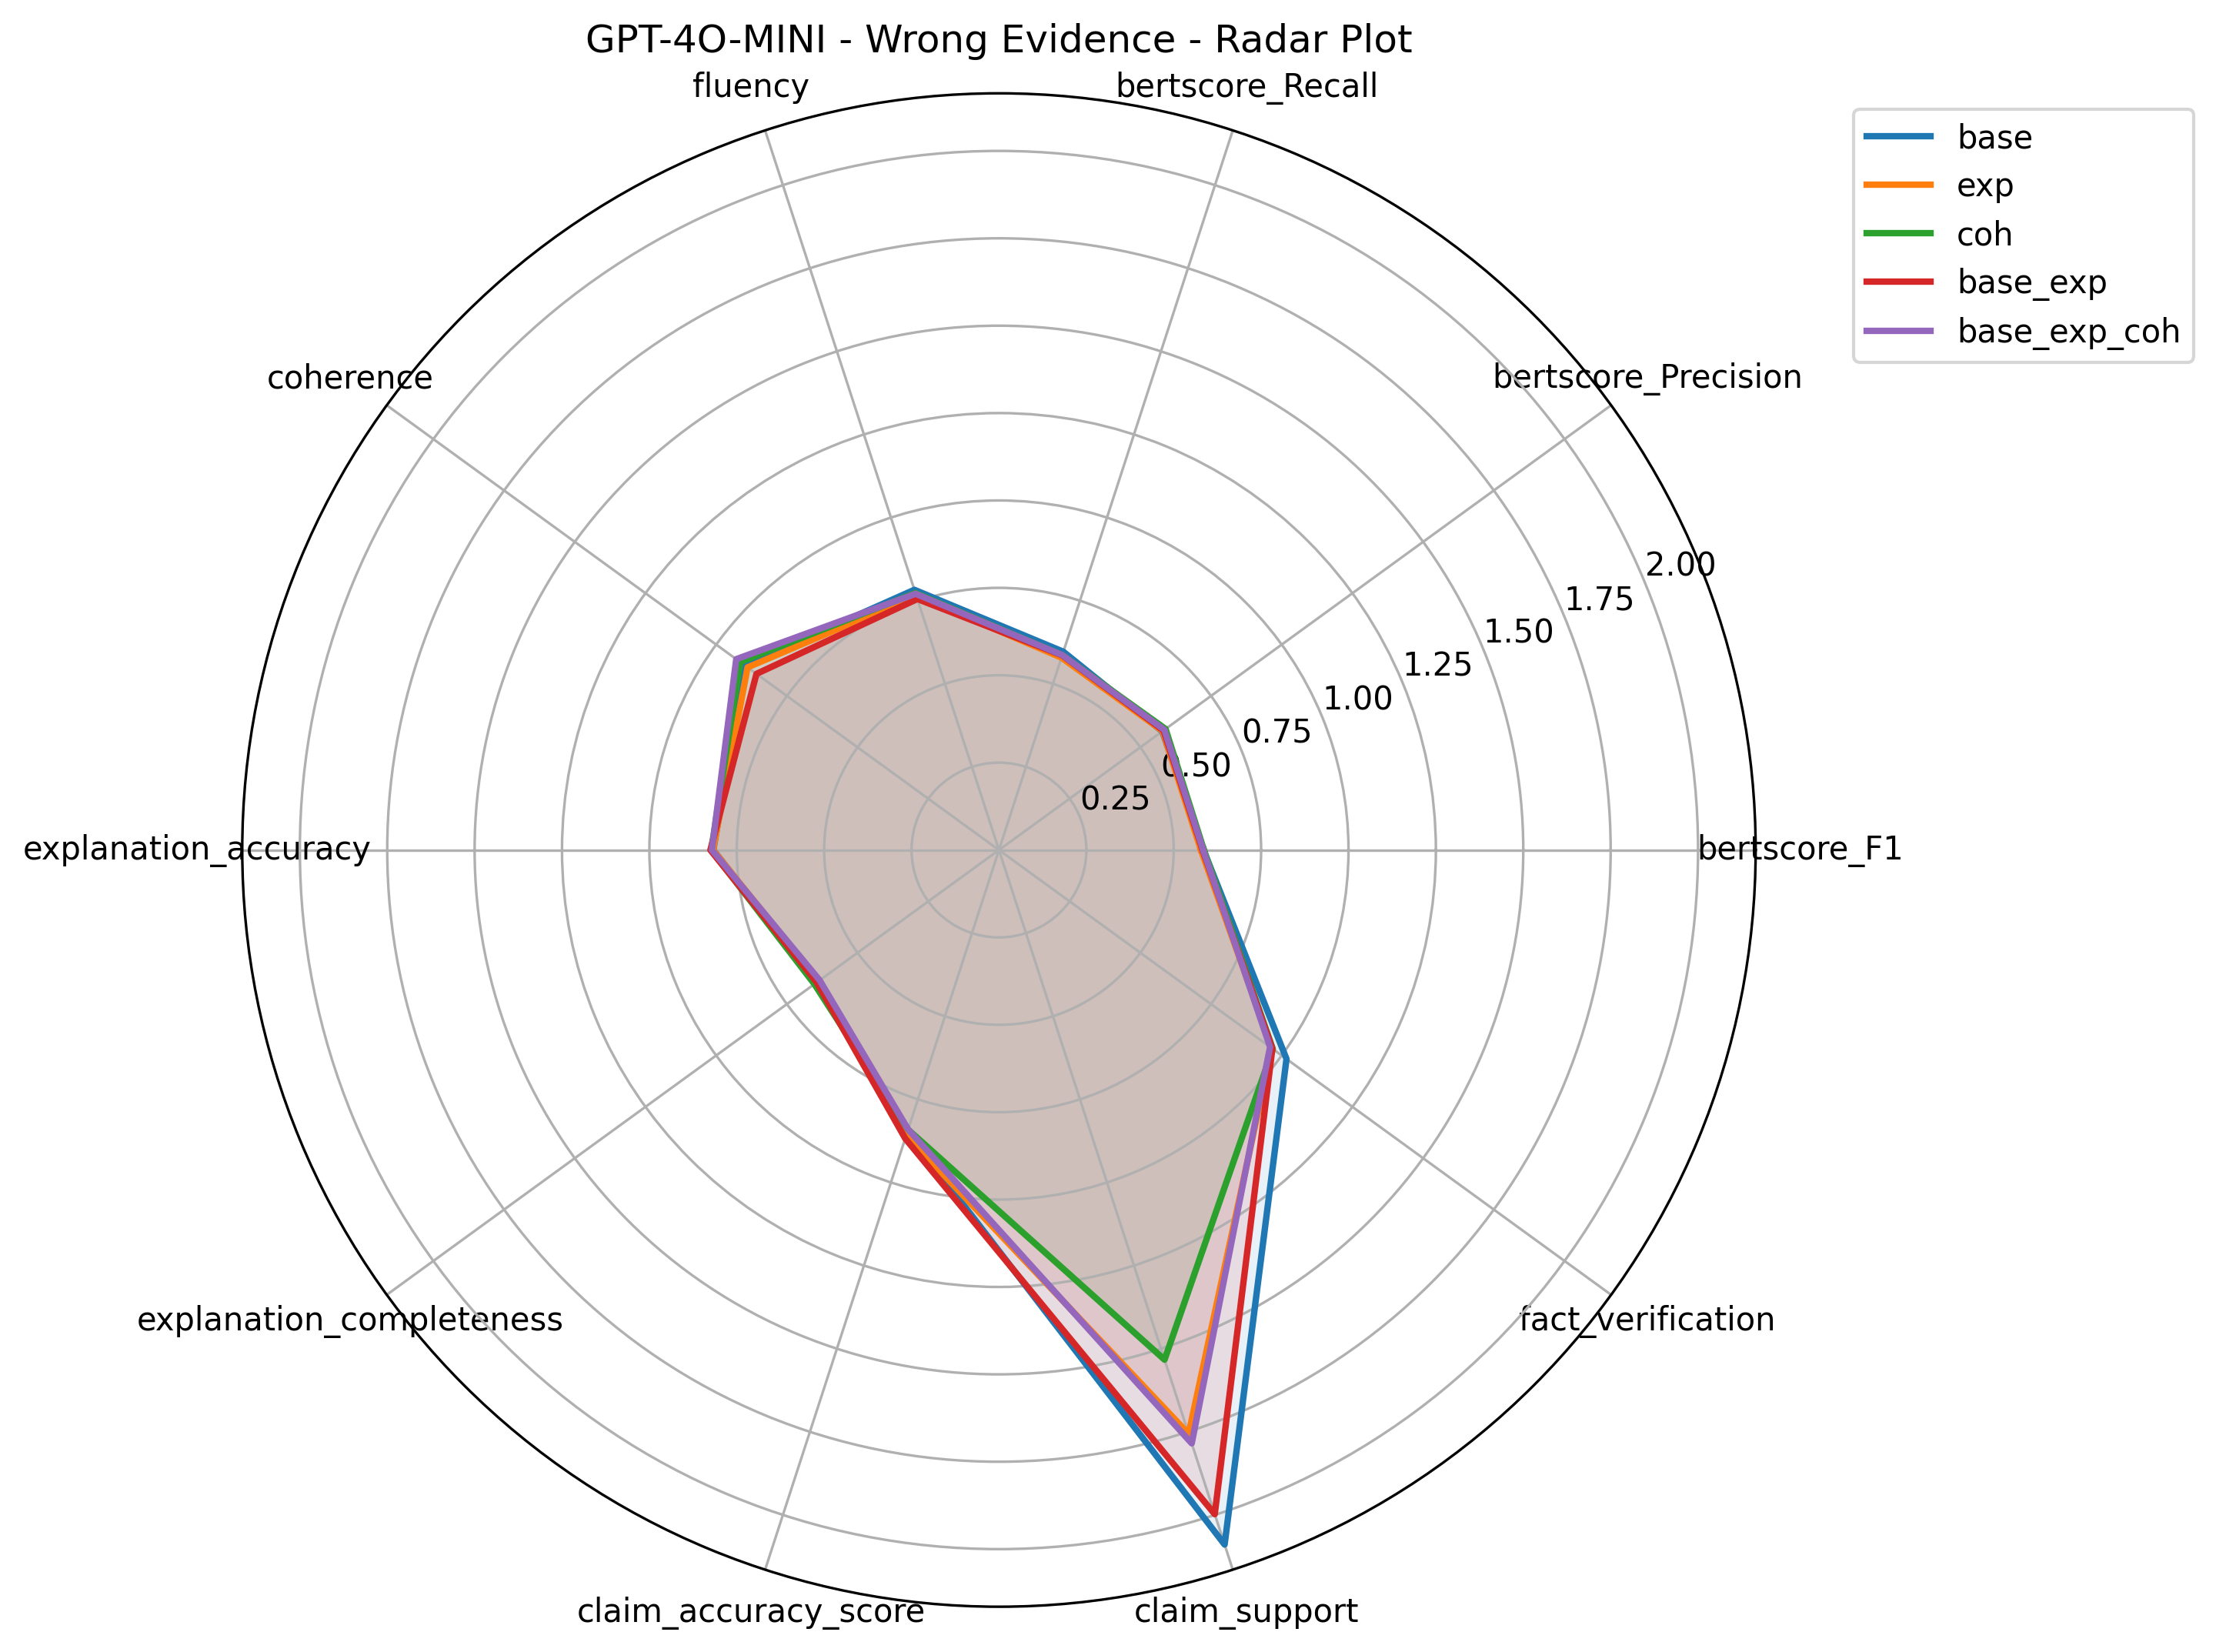 GPT-4O-MINI - Wrong Evidence - Radar Plot
fluency
bertscore_Recall
base
exp
coh
base_exp
base_exp_coh
coherence
bertscore_Precision
2.00
1.75
1.50
1.25
1.00
0.75
0.50
0.25
explanation_accuracy
bertscore_F1
explanation_completeness
fact_verification
claim_accuracy_score
claim_support